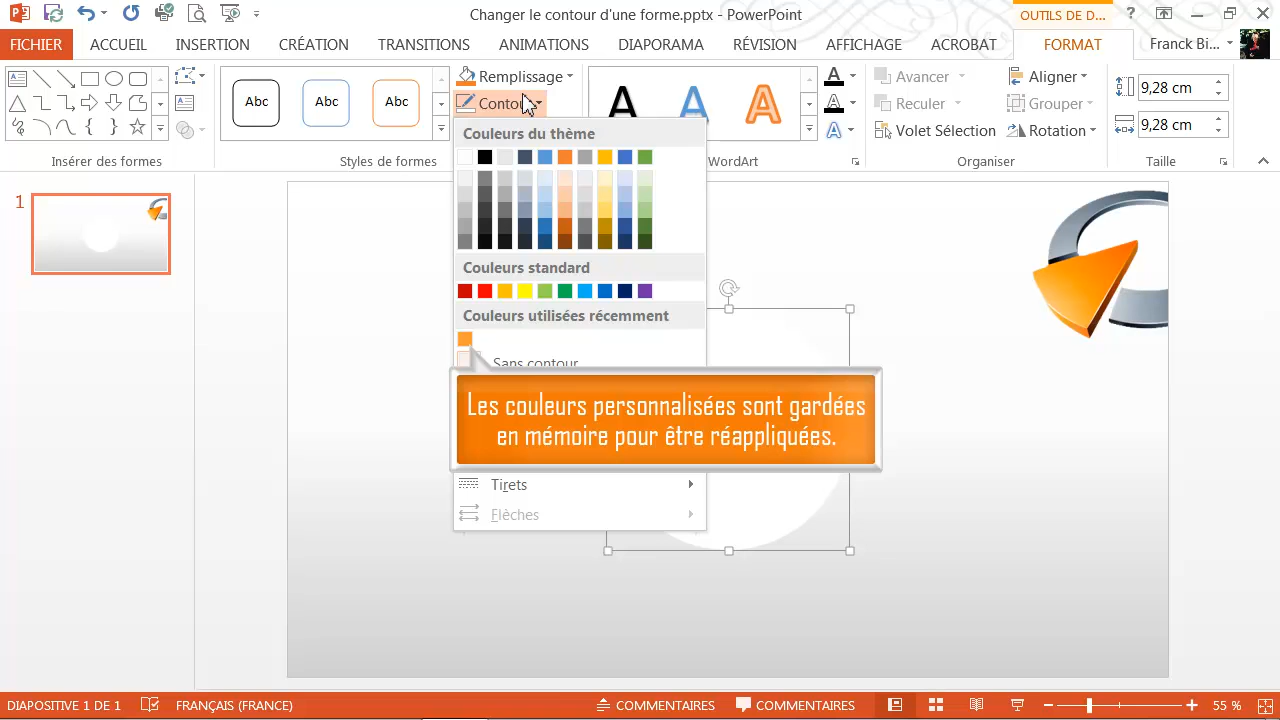 Changer le contour d'une forme.pptx - PowerPoint
OUTILS DE D...
?
FICHIER
ACCUEIL
INSERTION
CRÉATION
TRANSITIONS
ANIMATIONS
DIAPORAMA
RÉVISION
AFFICHAGE
ACROBAT
FORMAT
Franck Bi...
Abc
Abc
Abc
Remplissage
Contour
A
A
A
A
A
A
Avancer
Reculer
Volet Sélection
Aligner
Grouper
Rotation
9,28 cm
9,28 cm
Insérer des formes
Styles de formes
WordArt
Organiser
Taille
Couleurs du thème
Couleurs standard
Couleurs utilisées récemment
Sans contour
Les couleurs personnalisées sont gardées
en mémoire pour être réappliquées.
Tirets
Flèches
1
DIAPOSITIVE 1 DE 1
FRANÇAIS (FRANCE)
COMMENTAIRES
COMMENTAIRES
55 %